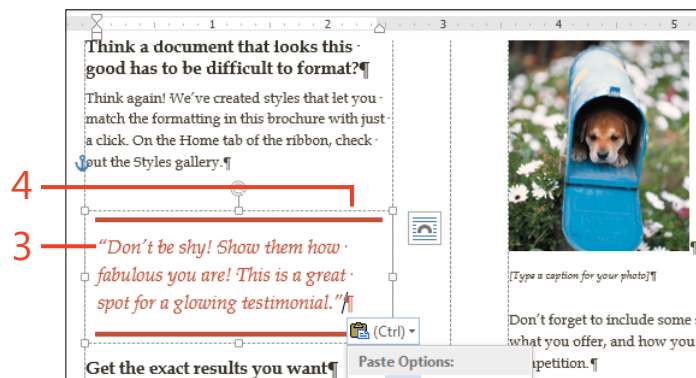 1 2 3 4 5
Think a document that looks this
good has to be difficult to format?¶
Think again! We've created styles that let you
match the formatting in this brochure with just
a click. On the Home tab of the ribbon, check
out the Styles gallery.¶
4
3
“Don't be shy! Show them how
fabulous you are! This is a great
spot for a glowing testimonial.”¶
(Ctrl)
Paste Options:
Get the exact results you want¶
¶
[Type a caption for your photo]¶
Don't forget to include some
what you offer, and how you
petition.¶